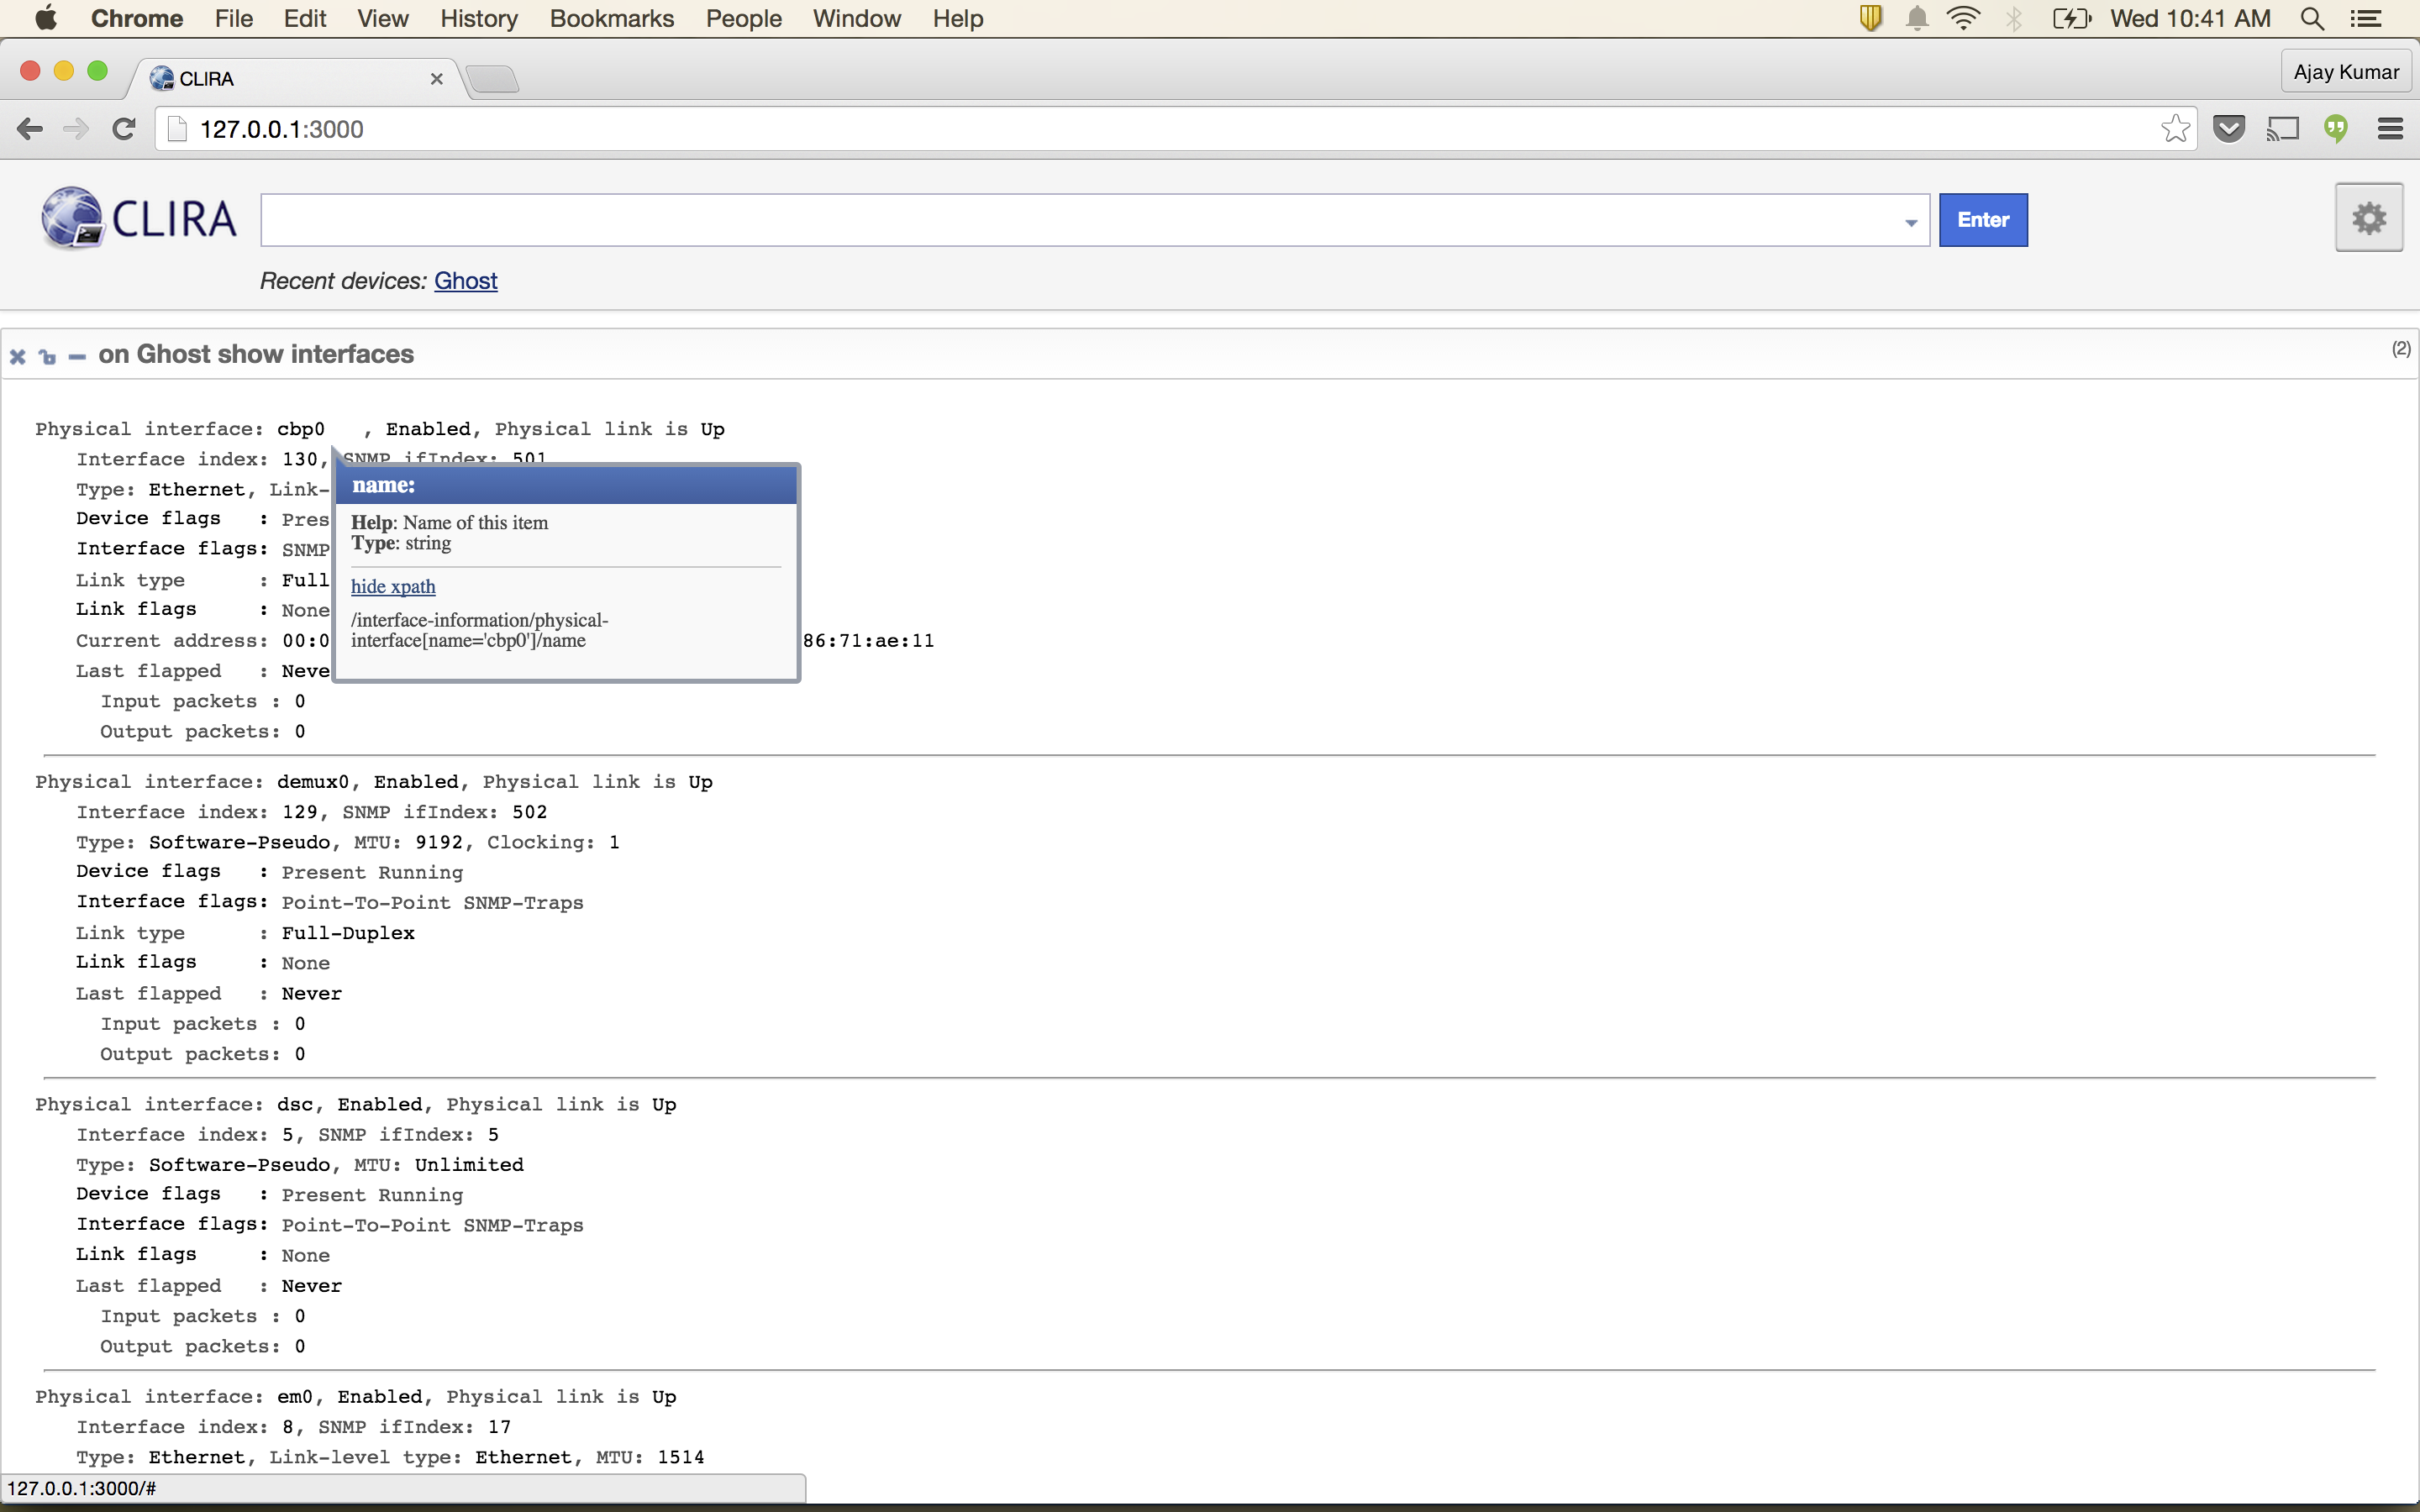 Chrome File Edit View History Bookmarks People Window Help Wed 10:41 AM
CLIRA Ajay Kumar
127.0.0.1:3000
CLIRA Enter
Recent devices: Ghost
on Ghost show interfaces (2)
Physical interface: cbp0 , Enabled, Physical link is Up
Interface index: 130, SNMP ifIndex: 501
Type: Ethernet, Link-
Device flags : Pres
Interface flags: SNMP
Link type : Full
Link flags : None
Current address: 00:0 86:71:ae:11
Last flapped : Neve
Input packets : 0
Output packets: 0
name:
Help: Name of this item
Type: string
hide xpath
/interface-information/physical-
interface[name='cbp0']/name
Physical interface: demux0, Enabled, Physical link is Up
Interface index: 129, SNMP ifIndex: 502
Type: Software-Pseudo, MTU: 9192, Clocking: 1
Device flags : Present Running
Interface flags: Point-To-Point SNMP-Traps
Link type : Full-Duplex
Link flags : None
Last flapped : Never
Input packets : 0
Output packets: 0
Physical interface: dsc, Enabled, Physical link is Up
Interface index: 5, SNMP ifIndex: 5
Type: Software-Pseudo, MTU: Unlimited
Device flags : Present Running
Interface flags: Point-To-Point SNMP-Traps
Link flags : None
Last flapped : Never
Input packets : 0
Output packets: 0
Physical interface: em0, Enabled, Physical link is Up
Interface index: 8, SNMP ifIndex: 17
Type: Ethernet, Link-level type: Ethernet, MTU: 1514
127.0.0.1:3000/#